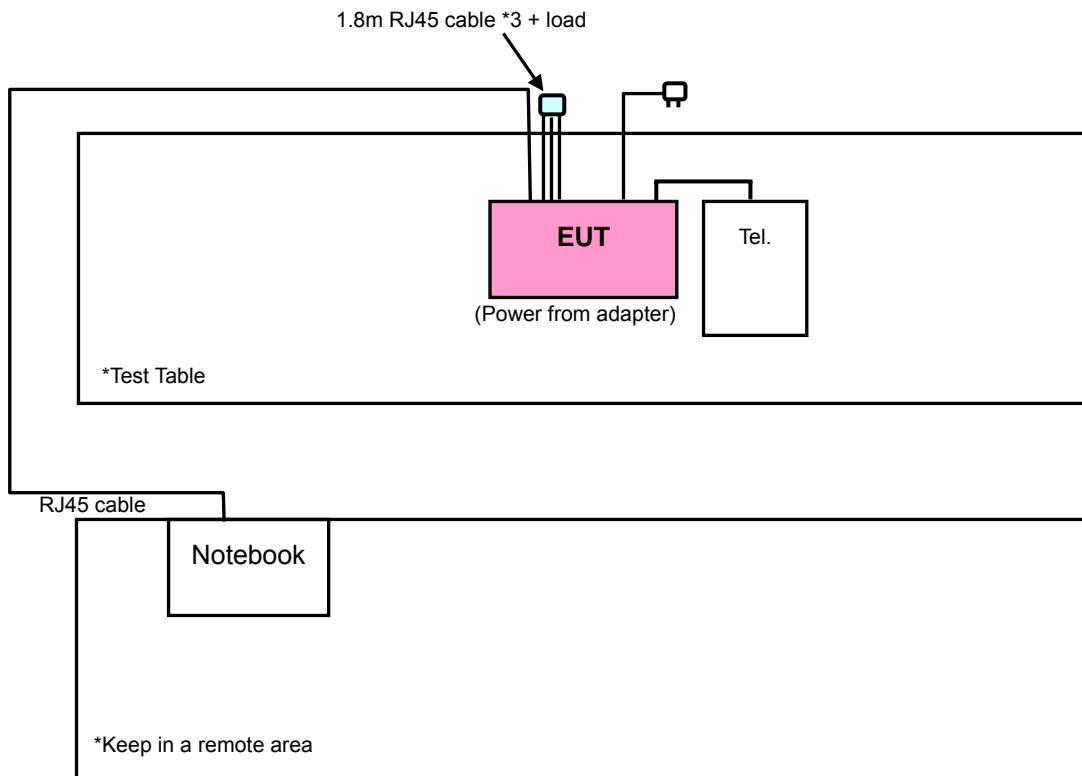 1.8m RJ45 cable *3 + load
EUT
Tel.
(Power from adapter)
*Test Table
RJ45 cable
Notebook
*Keep in a remote area